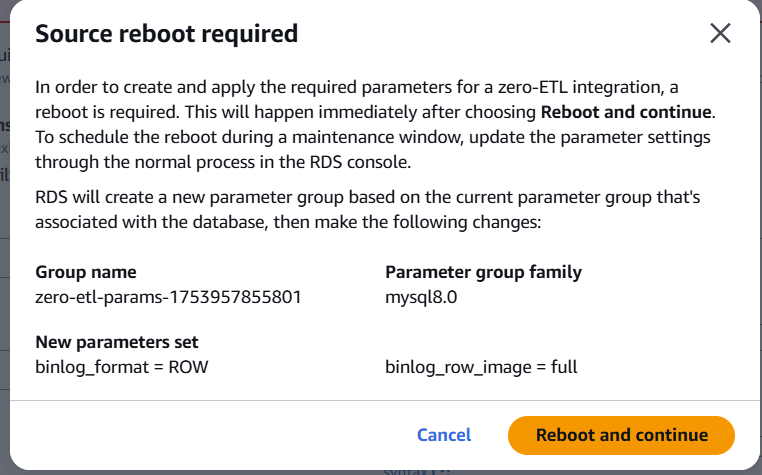 Source reboot required
In order to create and apply the required parameters for a zero-ETL integration, a
reboot is required. This will happen immediately after choosing Reboot and continue.
To schedule the reboot during a maintenance window, update the parameter settings
through the normal process in the RDS console.
RDS will create a new parameter group based on the current parameter group that's
associated with the database, then make the following changes:
Group name
zero-etl-params-1753957855801
Parameter group family
mysql8.0
New parameters set
binlog_format = ROW
binlog_row_image = full
Cancel
Reboot and continue